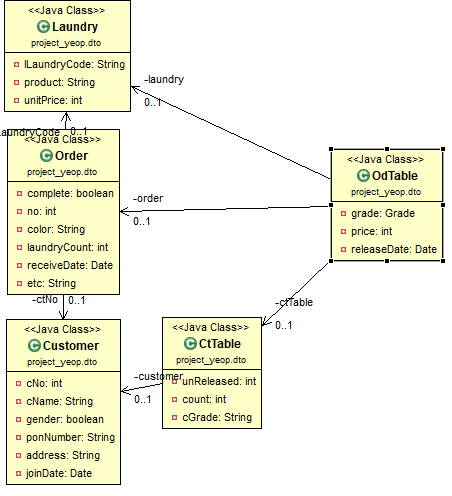 <<Java Class>>
Laundry
project_yeop.dto
lLaundryCode: String
product: String
unitPrice: int
-laundry
0..1
0..1
<<Java Class>>
Order
project_yeop.dto
complete: boolean
no: int
color: String
laundryCount: int
receiveDate: Date
etc: String
-order
0..1
<<Java Class>>
OdTable
project_yeop.dto
grade: Grade
price: int
releaseDate: Date
-ctNo
0..1
-ctTable
0..1
<<Java Class>>
Customer
project_yeop.dto
cNo: int
cName: String
gender: boolean
ponNumber: String
address: String
joinDate: Date
<<Java Class>>
CtTable
project_yeop.dto
unReleased: int
count: int
cGrade: String
-customer
0..1